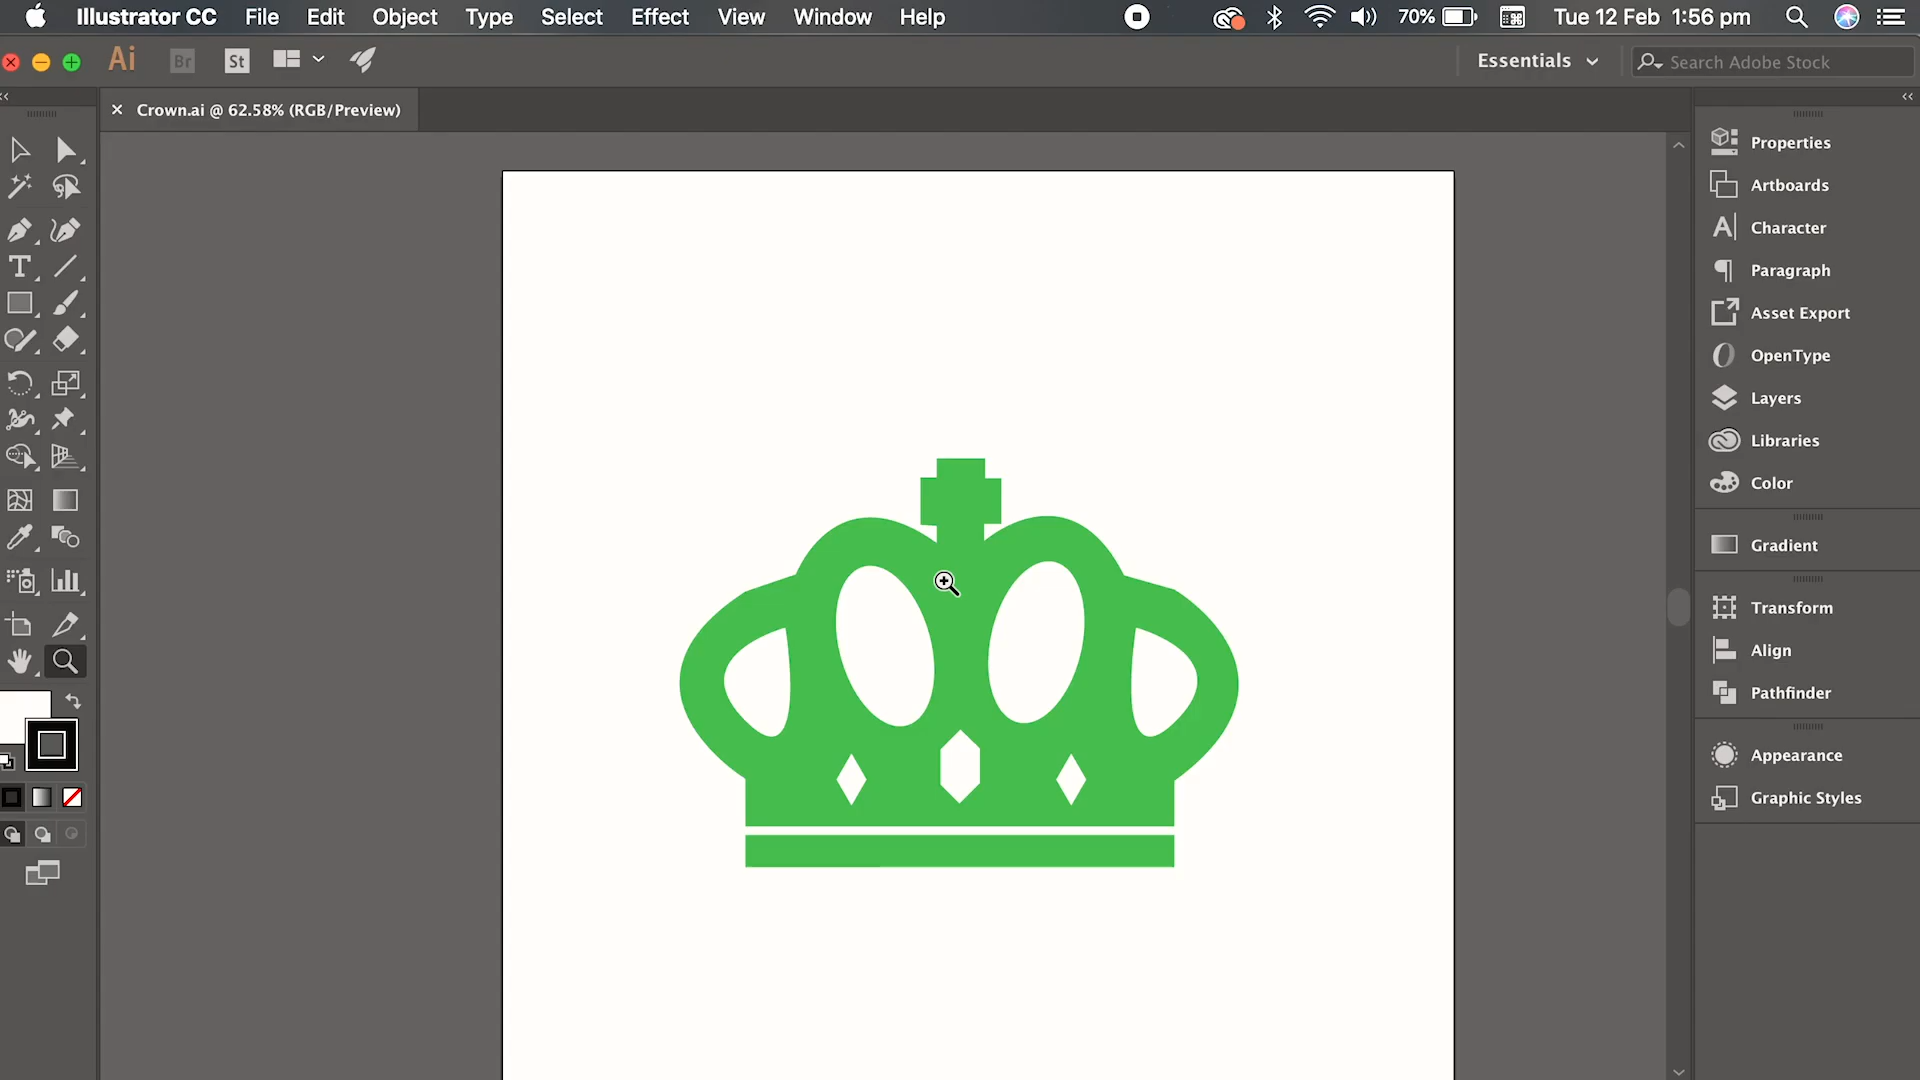 Illustrator CC File Edit Object Type Select Effect View Window Help 70% Tue 12 Feb 1:56 pm
Ai Br St Essentials Search Adobe Stock
Crown.ai @ 62.58% (RGB/Preview)
Properties
Artboards
Character
Paragraph
Asset Export
OpenType
Layers
Libraries
Color
Gradient
Transform
Align
Pathfinder
Appearance
Graphic Styles